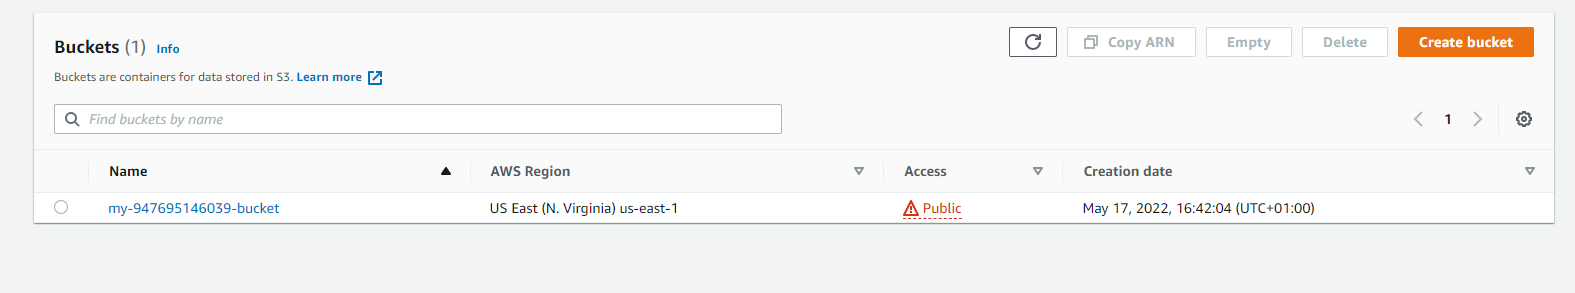 Buckets (1) Info
Copy ARN Empty Delete Create bucket
Buckets are containers for data stored in S3. Learn more
Find buckets by name
1
Name AWS Region Access Creation date
my-947695146039-bucket US East (N. Virginia) us-east-1 Public May 17, 2022, 16:42:04 (UTC+01:00)